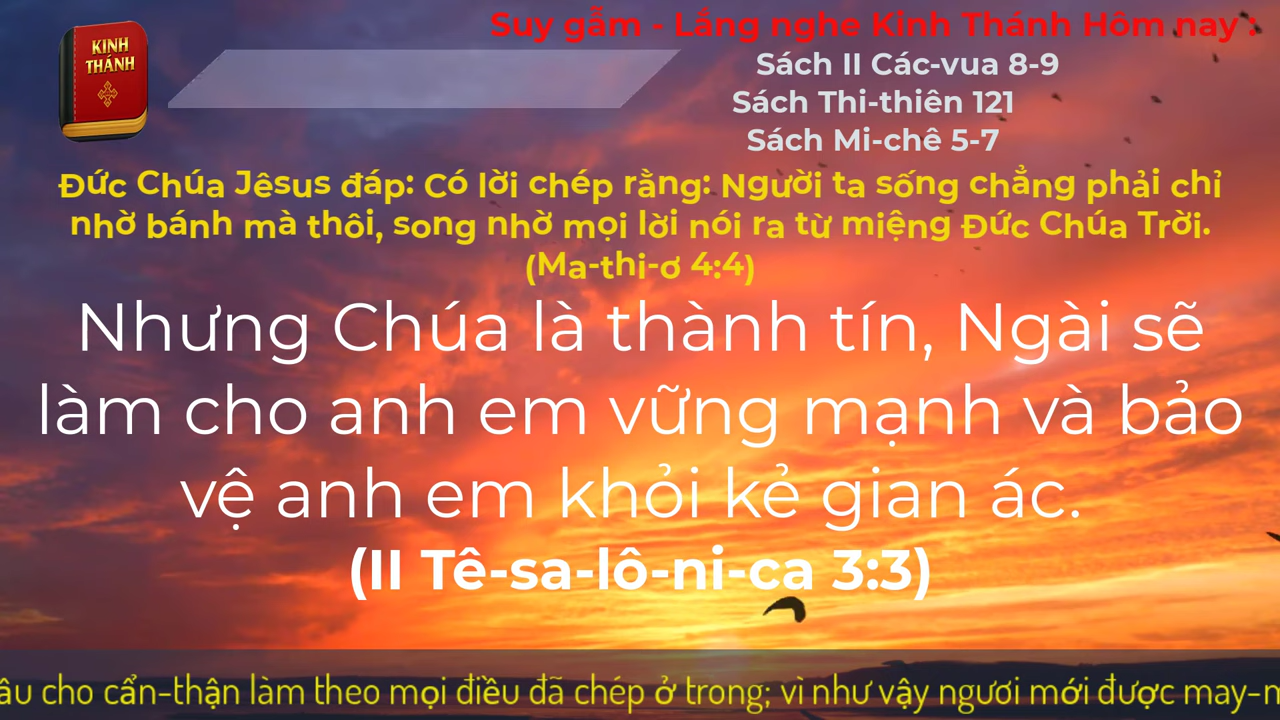 KINH
THÁNH
Suy gẫm - Lắng nghe Kinh Thánh Hôm nay :
Sách II Các-vua 8-9
Sách Thi-thiên 121
Sách Mi-chê 5-7
Đức Chúa Jêsus đáp: Có lời chép rằng: Người ta sống chẳng phải chỉ
nhờ bánh mà thôi, song nhờ mọi lời nói ra từ miệng Đức Chúa Trời.
(Ma-thi-ơ 4:4)
Nhưng Chúa là thành tín, Ngài sẽ
làm cho anh em vững mạnh và bảo
vệ anh em khỏi kẻ gian ác.
(II Tê-sa-lô-ni-ca 3:3)
cho cẩn-thận làm theo mọi điều đã chép ở trong; vì như vậy ngươi mới được